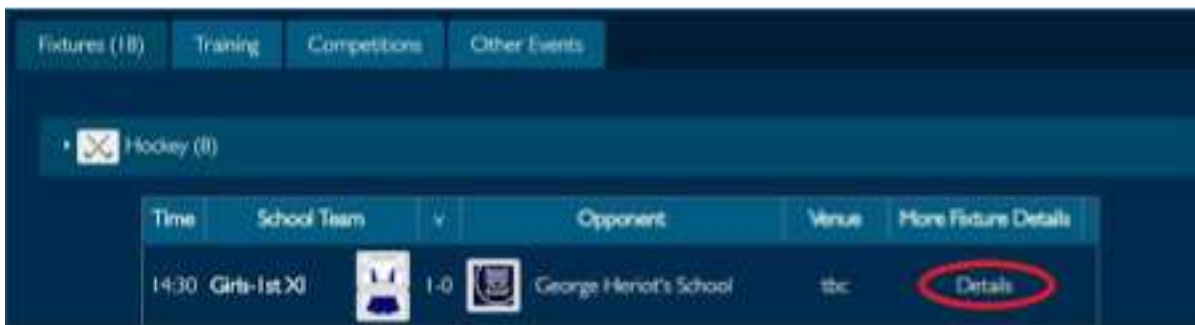 Fixtures (18) Training Competitions Other Events
Hockey (8)
Time School Team v Opponent Venue More Fixture Details
14:30 Girls-1st XI 1-0 George Heriot's School tbc Details